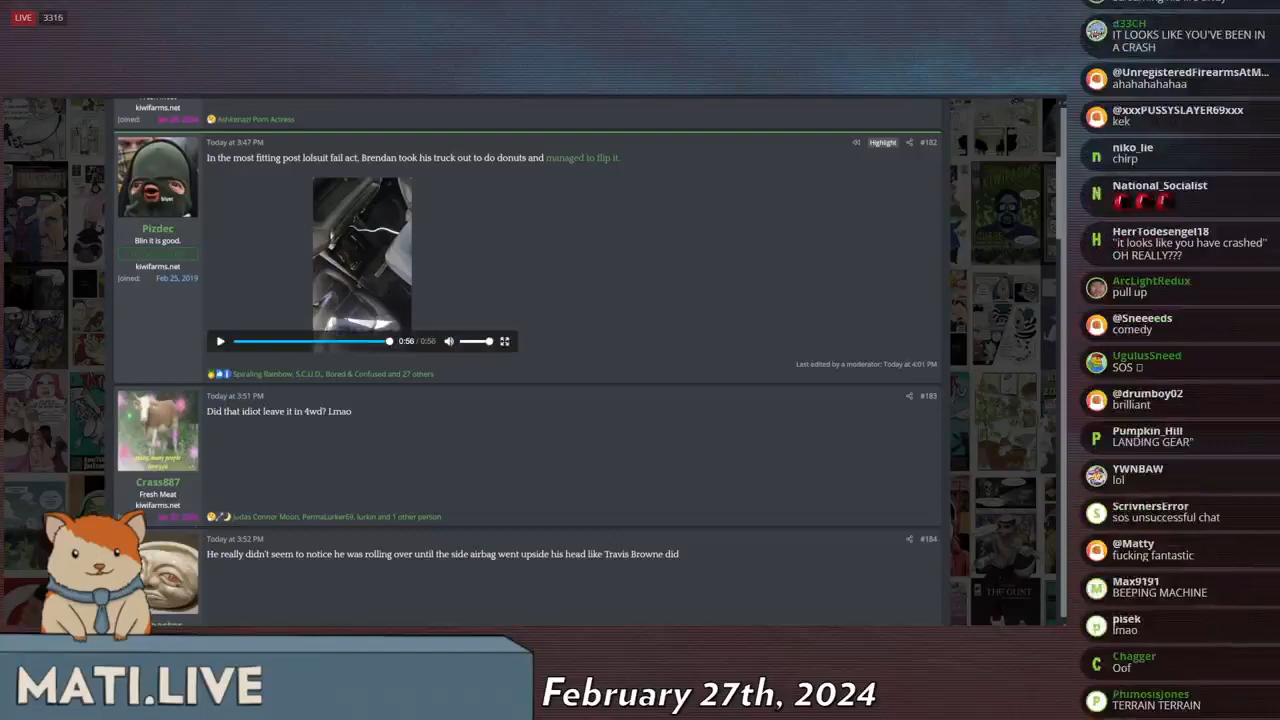 LIVE 3316
kiwifarms.net
Joined:
Ashkenazi Porn Actress
Today at 3:47 PM
Highlight
#182
In the most fitting post lolsuit fail act, Brendan took his truck out to do donuts and managed to flip it.
Pizdec
Blin it is good.
kiwifarms.net
Joined: Feb 25, 2019
0:56 / 0:56
Last edited by a moderator: Today at 4:01 PM
Spiraling Rainbow, S.C.U.D., Bored & Confused and 27 others
Today at 3:51 PM
#183
Did that idiot leave it in 4wd? Lmao
Crass887
Fresh Meat
kiwifarms.net
Judas Connor Moon, PermaLurker69, lurkin and 1 other person
Today at 3:52 PM
#184
He really didn't seem to notice he was rolling over until the side airbag went upside his head like Travis Browne did
THE GUNT
MATI.LIVE
February 27th, 2024
d33CH
IT LOOKS LIKE YOU'VE BEEN IN
A CRASH
@UnregisteredFirearmsAtM...
ahahahahahaa
@xxxPUSSYSLAYER69xxx
kek
n
niko_lie
chirp
N
National_Socialist
H
HerrTodesengel18
"it looks like you have crashed"
OH REALLY???
ArcLightRedux
pull up
@Sneeeds
comedy
UgulusSneed
SOS
@drumboy02
brilliant
P
Pumpkin_Hill
LANDING GEAR"
YWNBAW
lol
S
ScrivnersError
sos unsuccessful chat
@Matty
fucking fantastic
M
Max9191
BEEPING MACHINE
p
pisek
lmao
C
Chagger
Oof
P
PhimosisJones
TERRAIN TERRAIN